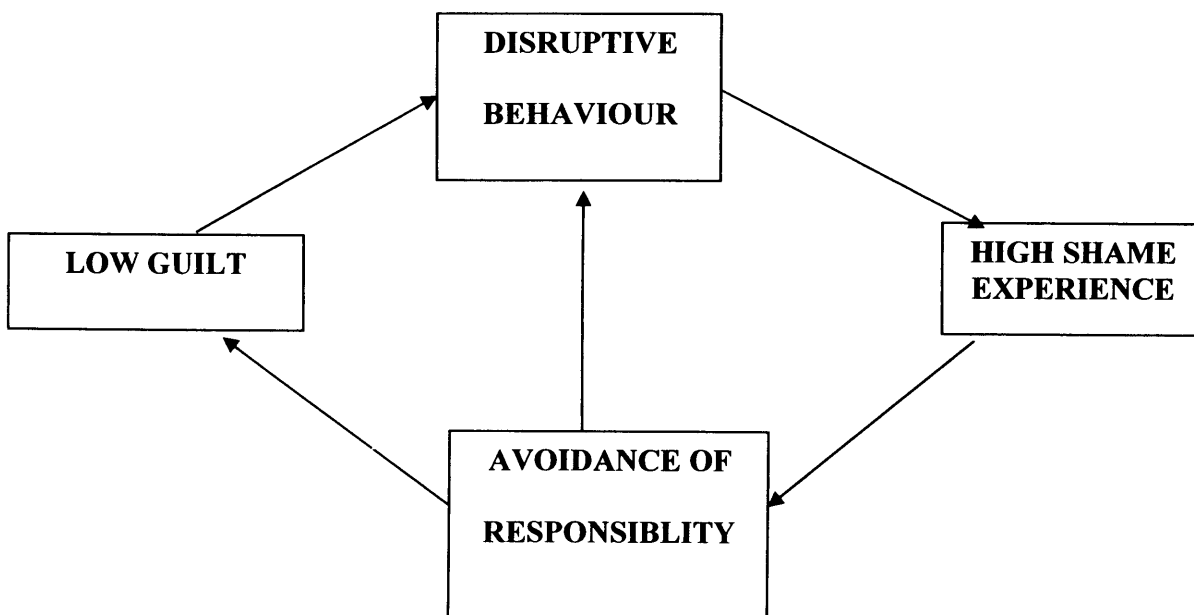 DISRUPTIVE
BEHAVIOUR
LOW GUILT
HIGH SHAME
EXPERIENCE
AVOIDANCE OF
RESPONSIBLITY